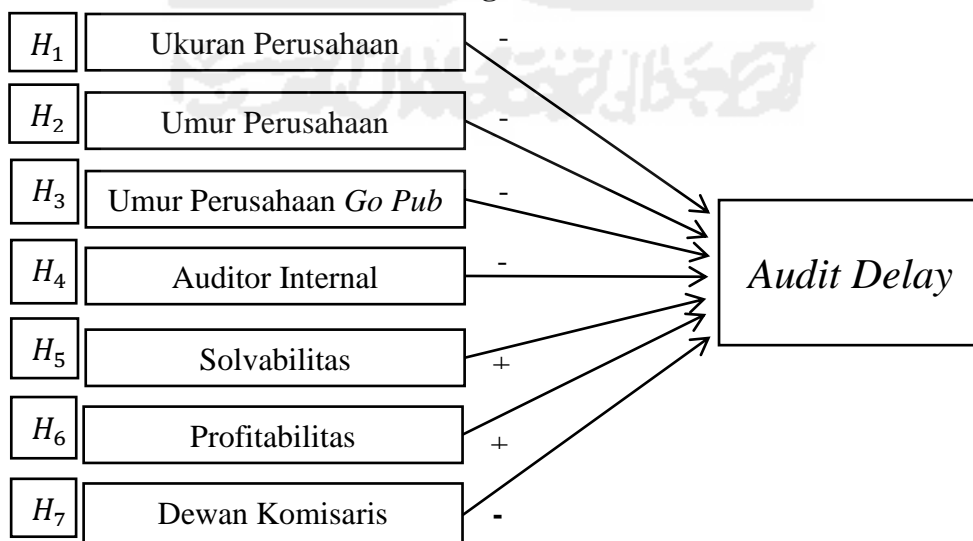 H₁ Ukuran Perusahaan -
H₂ Umur Perusahaan -
H₃ Umur Perusahaan Go Pub -
H₄ Auditor Internal -
Audit Delay
H₅ Solvabilitas +
H₆ Profitabilitas +
H₇ Dewan Komisaris -